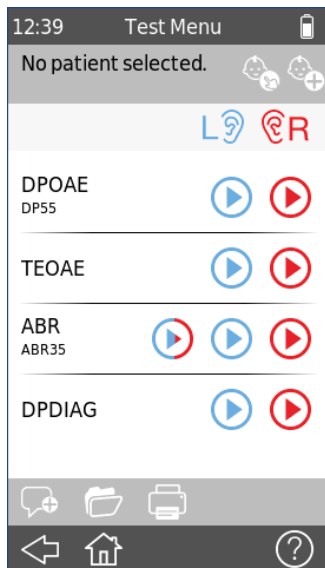 12:39 Test Menu
No patient selected.
L R
DPOAE
DP55
TEOAE
ABR
ABR35
DPDIAG
?